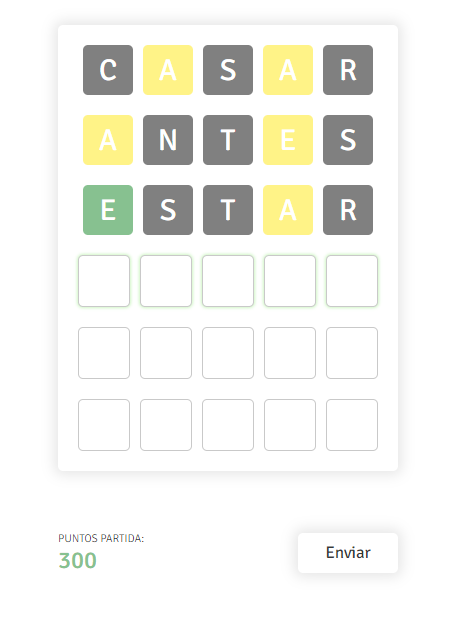 CASAR
ANTES
ESTAR
PUNTOS PARTIDA:
300
Enviar